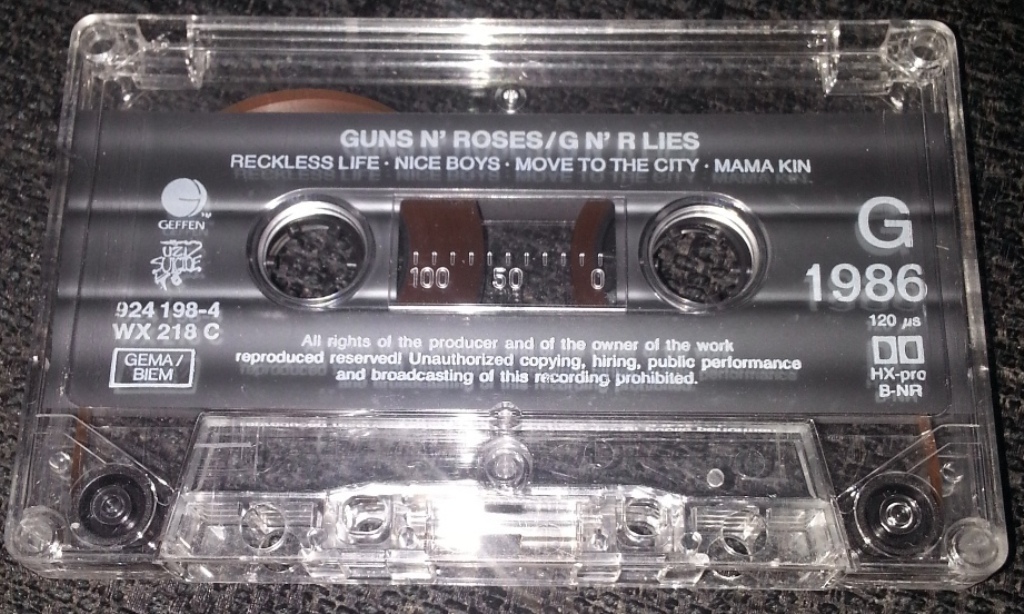 GUNS N' ROSES/G N' R LIES
RECKLESS LIFE · NICE BOYS · MOVE TO THE CITY · MAMA KIN
GEFFEN
924 198-4
WX 218 C
GEMA/
BIEM
100 50 0
G
1986
120 µs
HX-pro
B-NR
All rights of the producer and of the owner of the work
reproduced reserved! Unauthorized copying, hiring, public performance
and broadcasting of this recording prohibited.